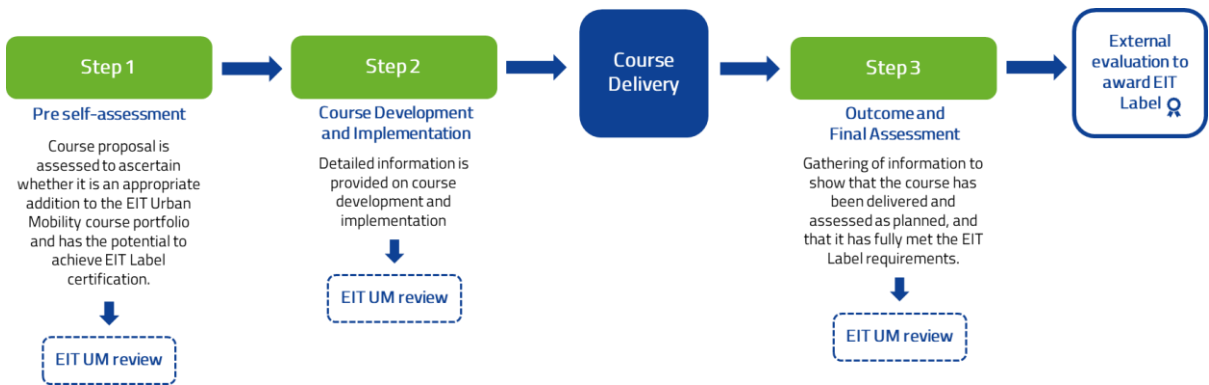 Step 1
Pre self-assessment
Course proposal is
assessed to ascertain
whether it is an appropriate
addition to the EIT Urban
Mobility course portfolio
and has the potential to
achieve EIT Label
certification.
EIT UM review
Step 2
Course Development
and Implementation
Detailed information is
provided on course
development and
implementation
EIT UM review
Course
Delivery
Step 3
Outcome and
Final Assessment
Gathering of information to
show that the course has
been delivered and
assessed as planned, and
that it has fully met the EIT
Label requirements.
EIT UM review
External
evaluation to
award EIT
Label